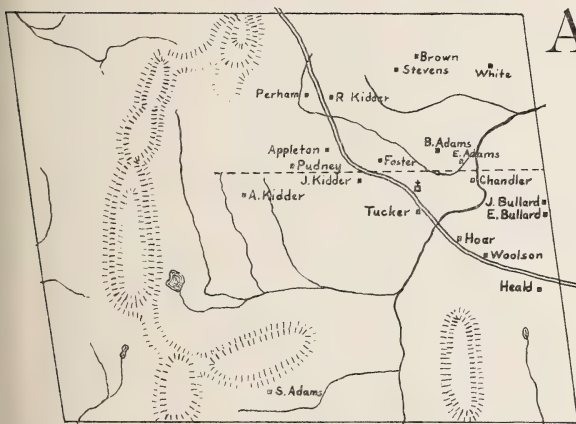 A
Brown
Stevens
White
Perham
R Kidder
B. Adams
E. Adams
Appleton
Foster
Pudney
J. Kidder
Chandler
A. Kidder
J. Bullard
Tucker
E. Bullard
Hoar
Woolson
Heald
S. Adams